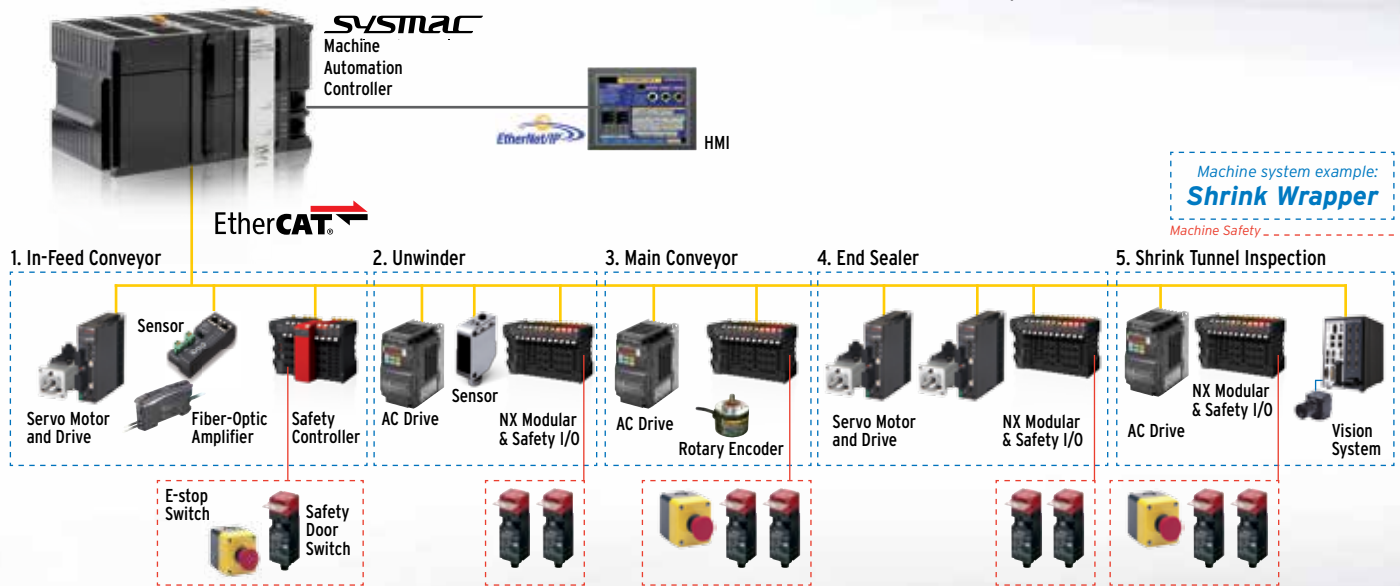 sysmac
Machine
Automation
Controller
EtherNet/IP
HMI
Machine system example:
Shrink Wrapper
Machine Safety
EtherCAT®
1. In-Feed Conveyor
2. Unwinder
3. Main Conveyor
4. End Sealer
5. Shrink Tunnel Inspection
Sensor
Servo Motor
and Drive
Fiber-Optic
Amplifier
Safety
Controller
AC Drive
Sensor
NX Modular
& Safety I/O
AC Drive
Rotary Encoder
Servo Motor
and Drive
NX Modular
& Safety I/O
AC Drive
NX Modular
& Safety I/O
Vision
System
E-stop
Switch
Safety
Door
Switch